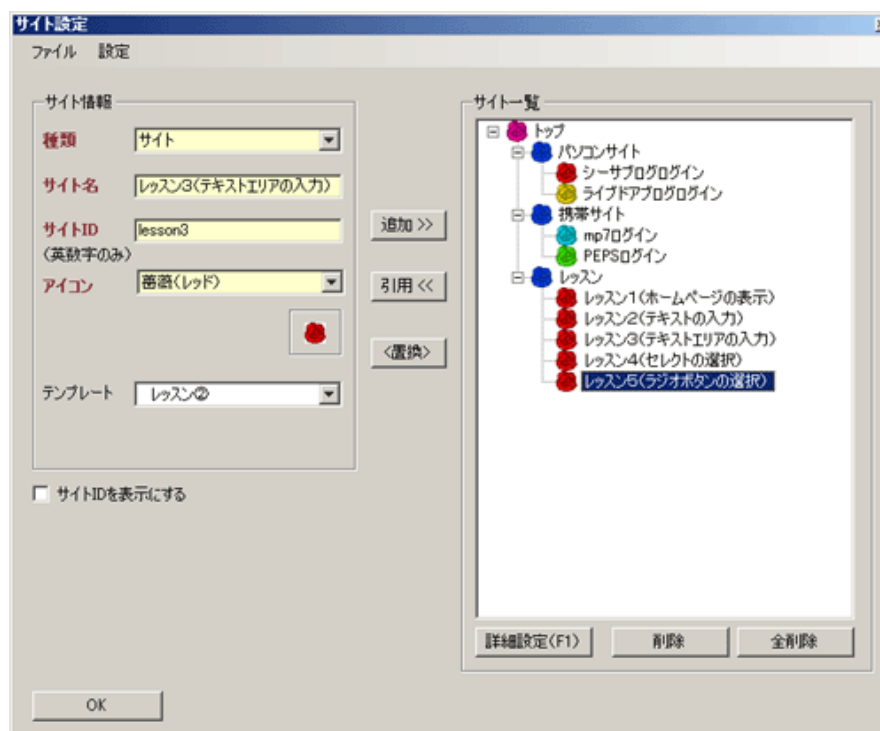 サイト設定
ファイル 設定
サイト情報
種類 サイト
サイト名 レッスン3(テキストエリアの入力)
サイトID lesson3
(英数字のみ)
アイコン 薔薇(レッド)
テンプレート レッスン②
サイトIDを表示にする
追加 >>
引用 <<
<置換>
サイト一覧
トップ
パソコンサイト
シーサブログログイン
ライブドアブログログイン
携帯サイト
mp7ログイン
PEPSログイン
レッスン
レッスン1(ホームページの表示)
レッスン2(テキストの入力)
レッスン3(テキストエリアの入力)
レッスン4(セレクトの選択)
レッスン5(ラジオボタンの選択)
詳細設定(F1) 削除 全削除
OK